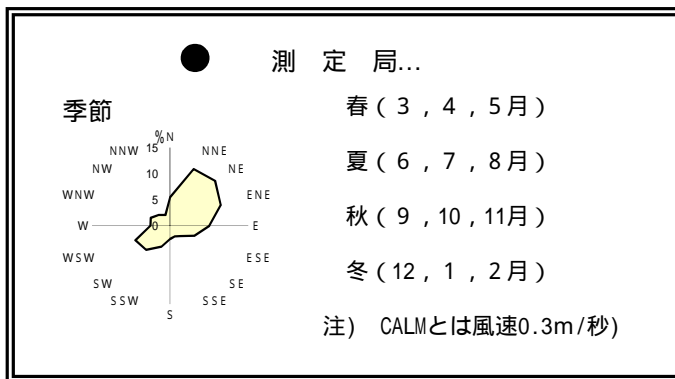 ● 測 定 局...
季節
春( 3 , 4 , 5月)
夏( 6 , 7 , 8月)
秋( 9 ,10 ,11月)
冬(12 , 1 , 2月)
注) CALMとは風速0.3m/秒)
%
15
10
5
0
N
NNE
NE
ENE
E
ESE
SE
SSE
S
SSW
SW
WSW
W
WNW
NW
NNW